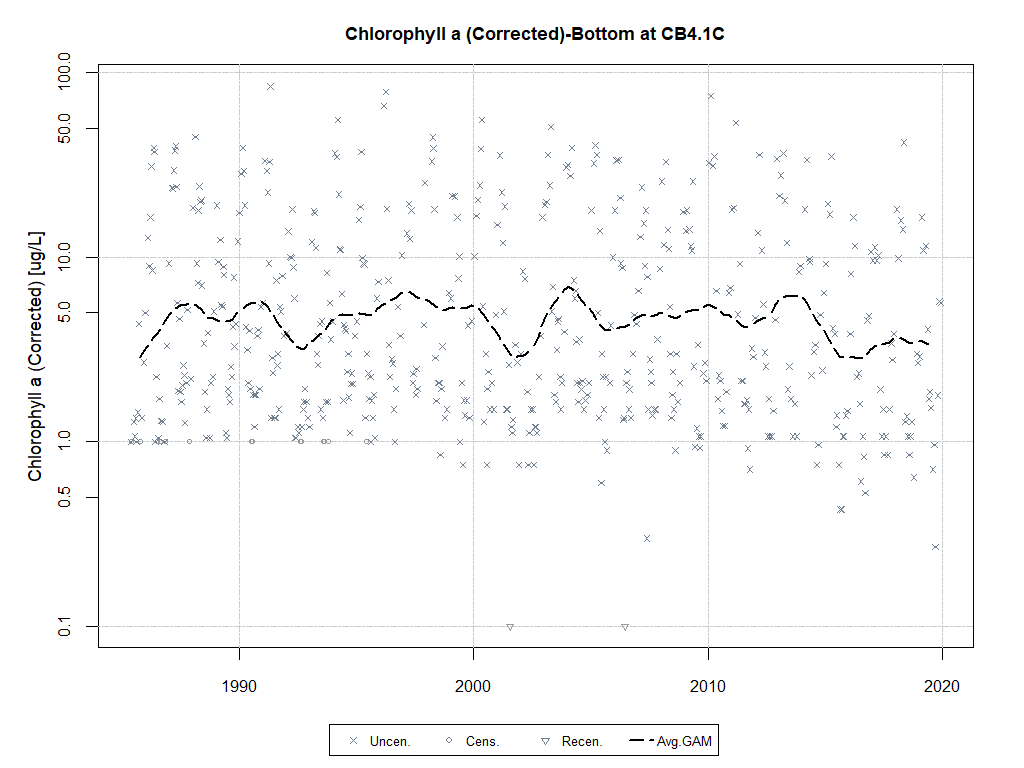 Chlorophyll a (Corrected)-Bottom at CB4.1C
Chlorophyll a (Corrected) [ug/L]
100.0
50.0
10.0
5.0
1.0
0.5
0.1
1990 2000 2010 2020
Uncen. Cens. Recen. Avg.GAM